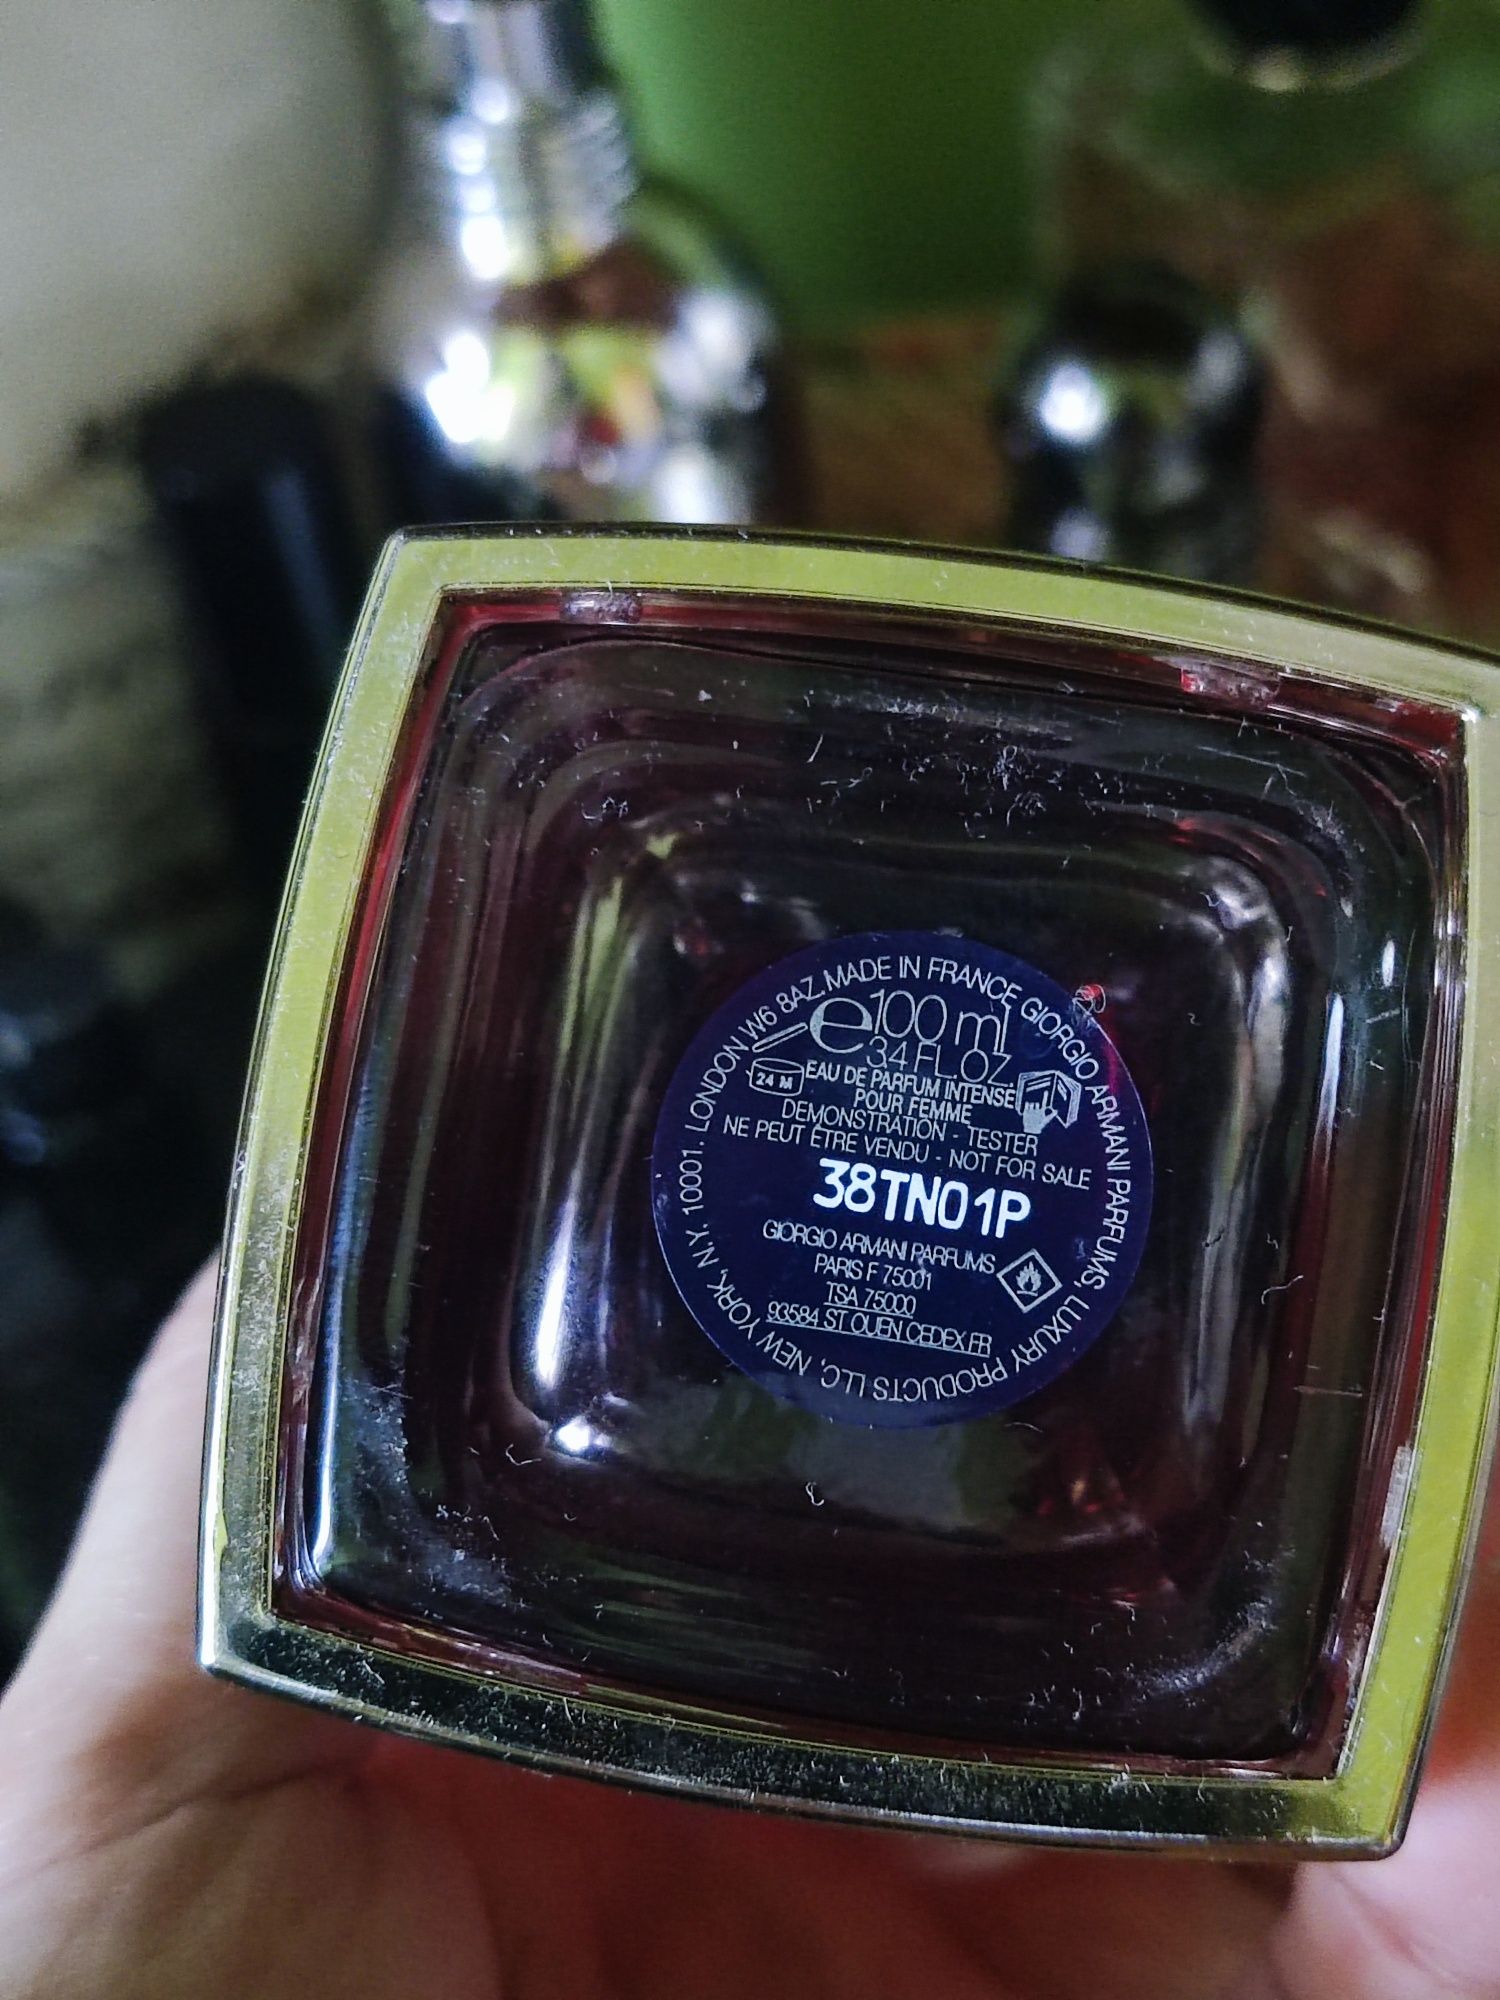 GIORGIO ARMANI PARFUMS, LUXURY PRODUCTS LLC, NEW YORK, N.Y. 10001. LONDON W6 8AZ. MADE IN FRANCE
e 100 ml
3.4 FL.OZ.
24 M
EAU DE PARFUM INTENSE
POUR FEMME
DEMONSTRATION - TESTER
NE PEUT ETRE VENDU - NOT FOR SALE
38TN01P
GIORGIO ARMANI PARFUMS
PARIS F 75001
TSA 75000
93584 ST OUEN CEDEX FR